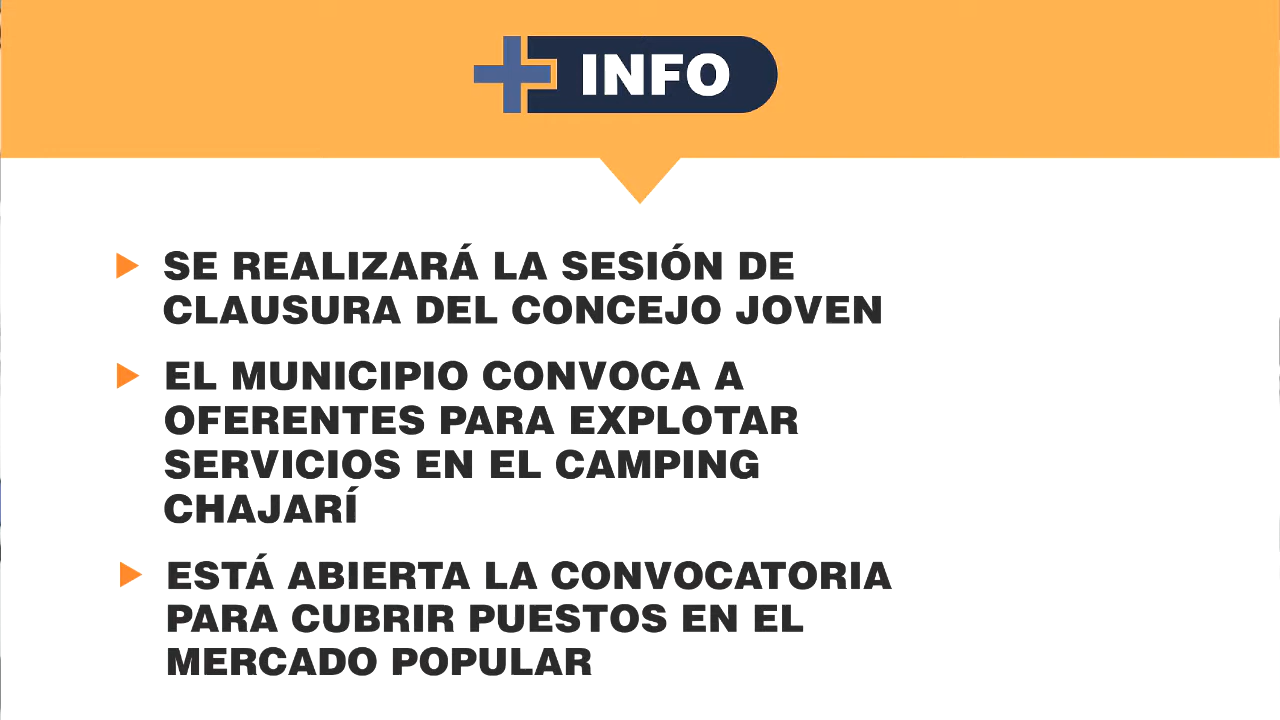 INFO
SE REALIZARÁ LA SESIÓN DE
CLAUSURA DEL CONCEJO JOVEN
EL MUNICIPIO CONVOCA A
OFERENTES PARA EXPLOTAR
SERVICIOS EN EL CAMPING
CHAJARÍ
ESTÁ ABIERTA LA CONVOCATORIA
PARA CUBRIR PUESTOS EN EL
MERCADO POPULAR